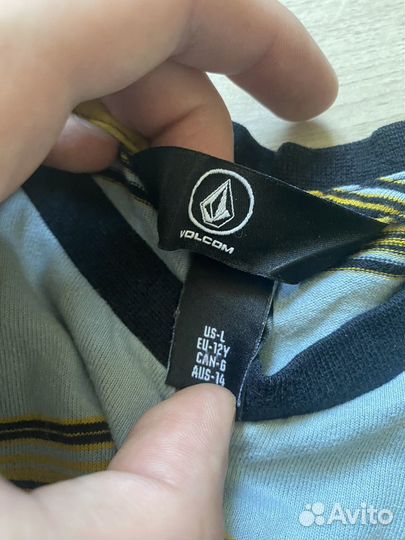 VOLCOM
US-L
EU-12Y
CAN-G
AUS-14
Avito